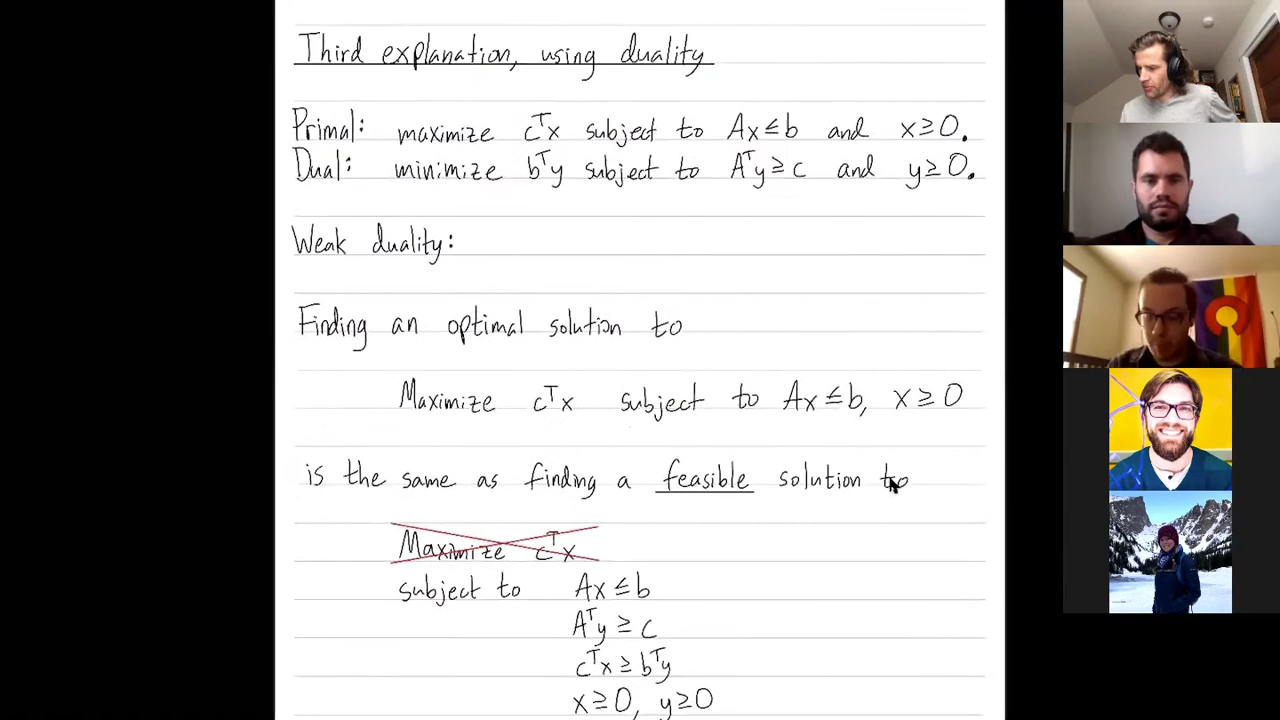 Third explanation, using duality
Primal: maximize cᵀx subject to Ax ≤ b and x ≥ 0.
Dual: minimize bᵀy subject to Aᵀy ≥ c and y ≥ 0.
Weak duality:
Finding an optimal solution to
Maximize cᵀx subject to Ax ≤ b, x ≥ 0
is the same as finding a feasible solution to
Maximize cᵀx
subject to Ax ≤ b
Aᵀy ≥ c
cᵀx ≥ bᵀy
x ≥ 0, y ≥ 0